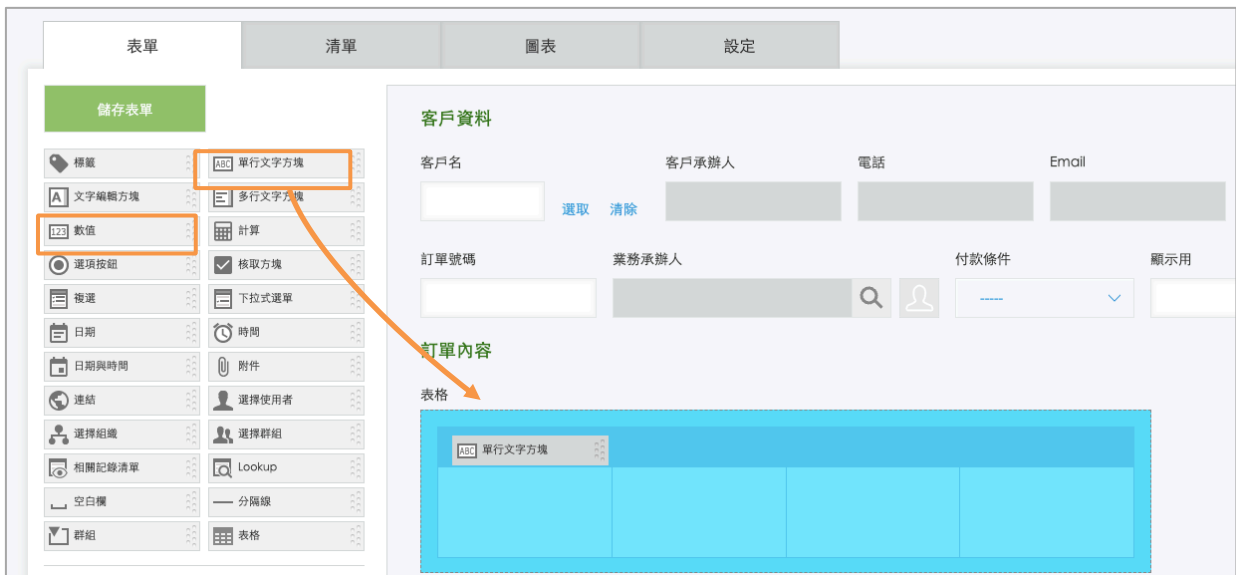 表單 清單 圖表 設定
儲存表單
標籤 ABC 單行文字方塊
A 文字編輯方塊 多行文字方塊
123 數值 計算
選項按鈕 核取方塊
複選 下拉式選單
日期 時間
日期與時間 附件
連結 選擇使用者
選擇組織 選擇群組
相關記錄清單 Lookup
空白欄 分隔線
群組 表格
客戶資料
客戶名 客戶承辦人 電話 Email
選取 清除
訂單號碼 業務承辦人 付款條件 顯示用
-----
訂單內容
表格
ABC 單行文字方塊